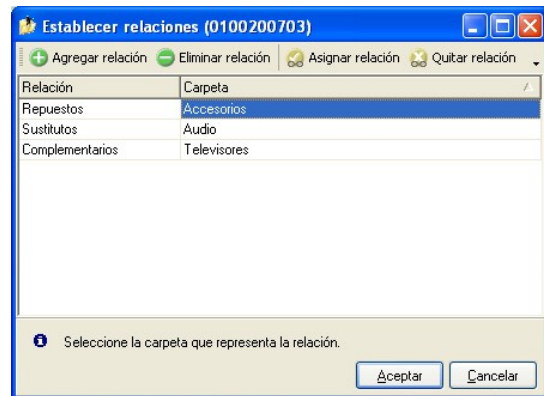 Establecer relaciones (0100200703)
Agregar relación Eliminar relación Asignar relación Quitar relación
Relación Carpeta
Repuestos Accesorios
Sustitutos Audio
Complementarios Televisores
Seleccione la carpeta que representa la relación.
Aceptar Cancelar